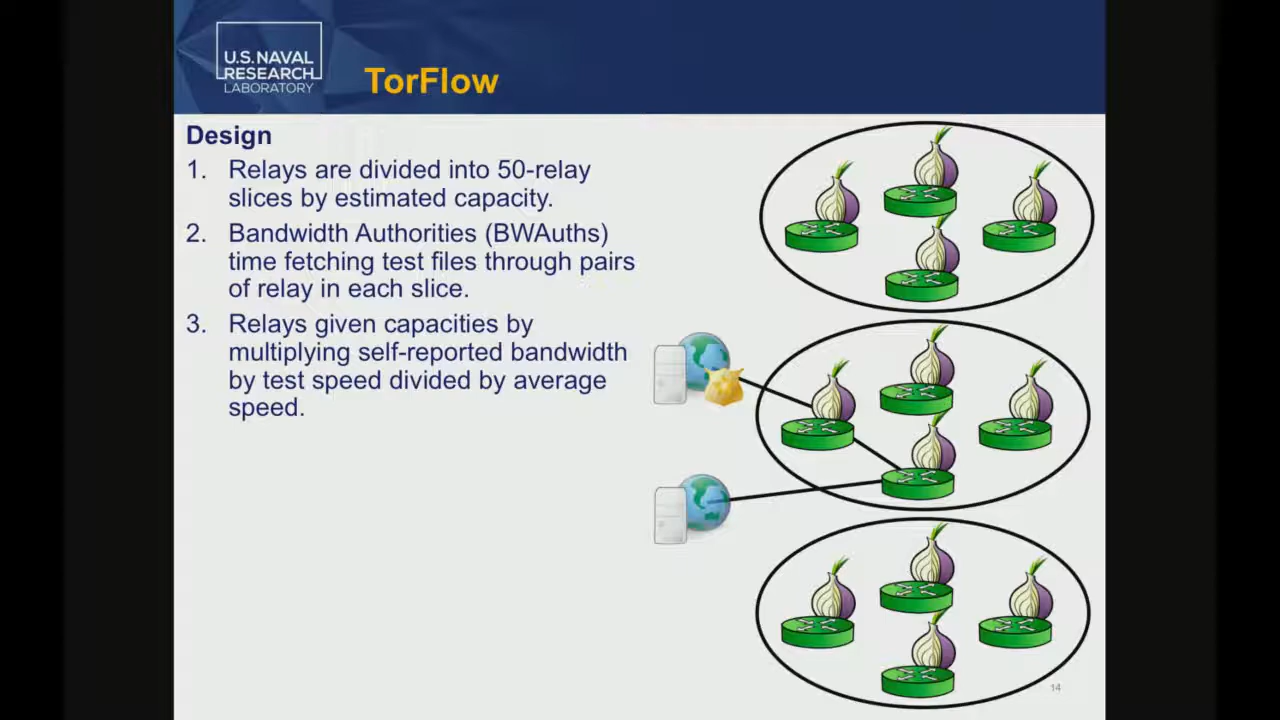 U.S. NAVAL
RESEARCH
LABORATORY
TorFlow
Design
1. Relays are divided into 50-relay
slices by estimated capacity.
2. Bandwidth Authorities (BWAuths)
time fetching test files through pairs
of relay in each slice.
3. Relays given capacities by
multiplying self-reported bandwidth
by test speed divided by average
speed.
14